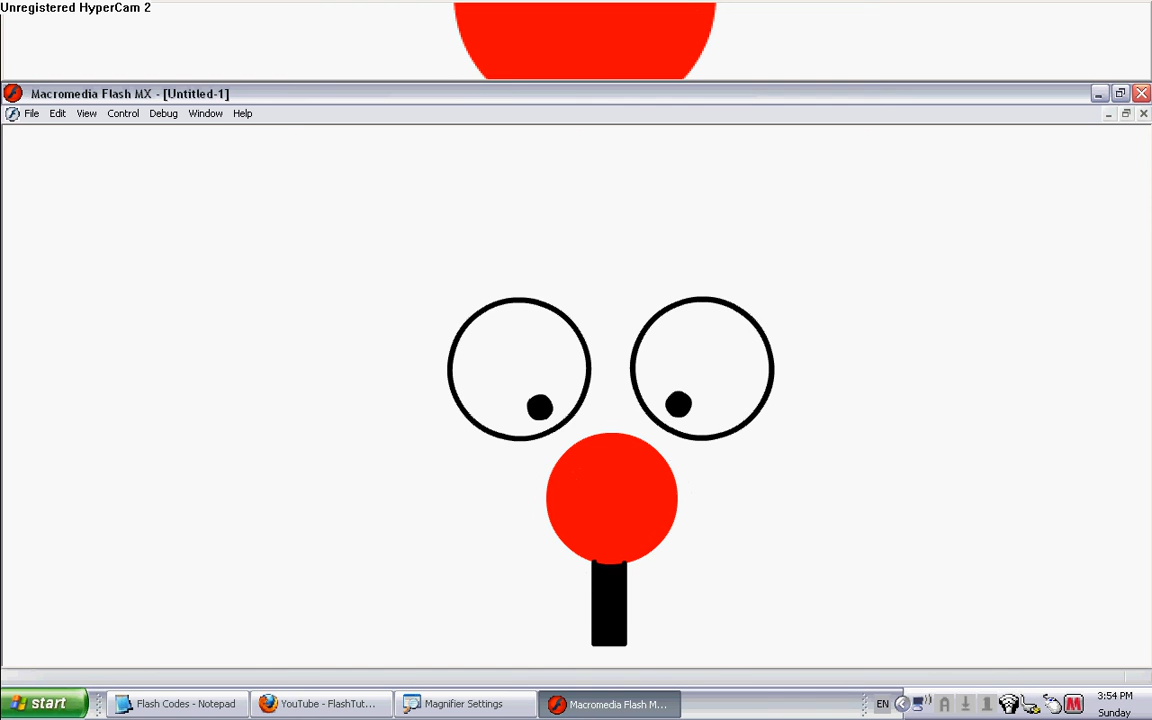 Unregistered HyperCam 2
Macromedia Flash MX - [Untitled-1]
File Edit View Control Debug Window Help
start
Flash Codes - Notepad
YouTube - FlashTut...
Magnifier Settings
Macromedia Flash M...
EN
3:54 PM
Sunday